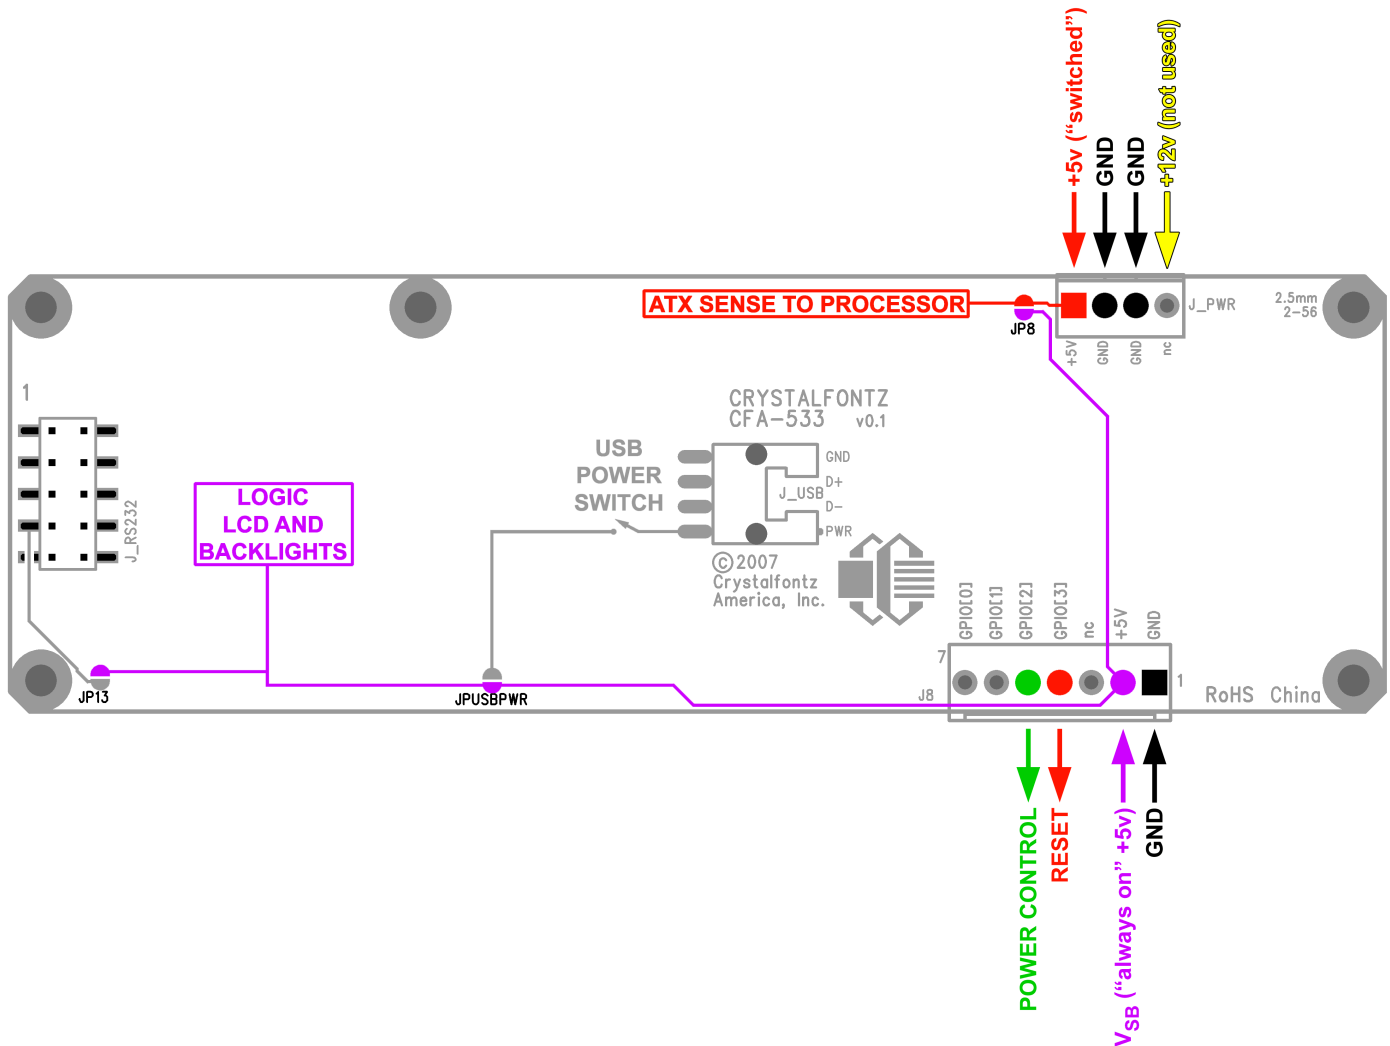 +5v (“switched”)
GND
GND
+12v (not used)
ATX SENSE TO PROCESSOR
JP8
J_PWR
2.5mm
2-56
+5V
GND
GND
nc
1
J_RS232
LOGIC
LCD AND
BACKLIGHTS
USB
POWER
SWITCH
CRYSTALFONTZ
CFA-533 v0.1
GND
D+
J_USB
D-
PWR
©2007
Crystalfontz
America, Inc.
GPIO[0]
GPIO[1]
GPIO[2]
GPIO[3]
nc
+5V
GND
7
J8
1
RoHS China
JP13
JPUSBPWR
POWER CONTROL
RESET
VSB (“always on” +5v)
GND